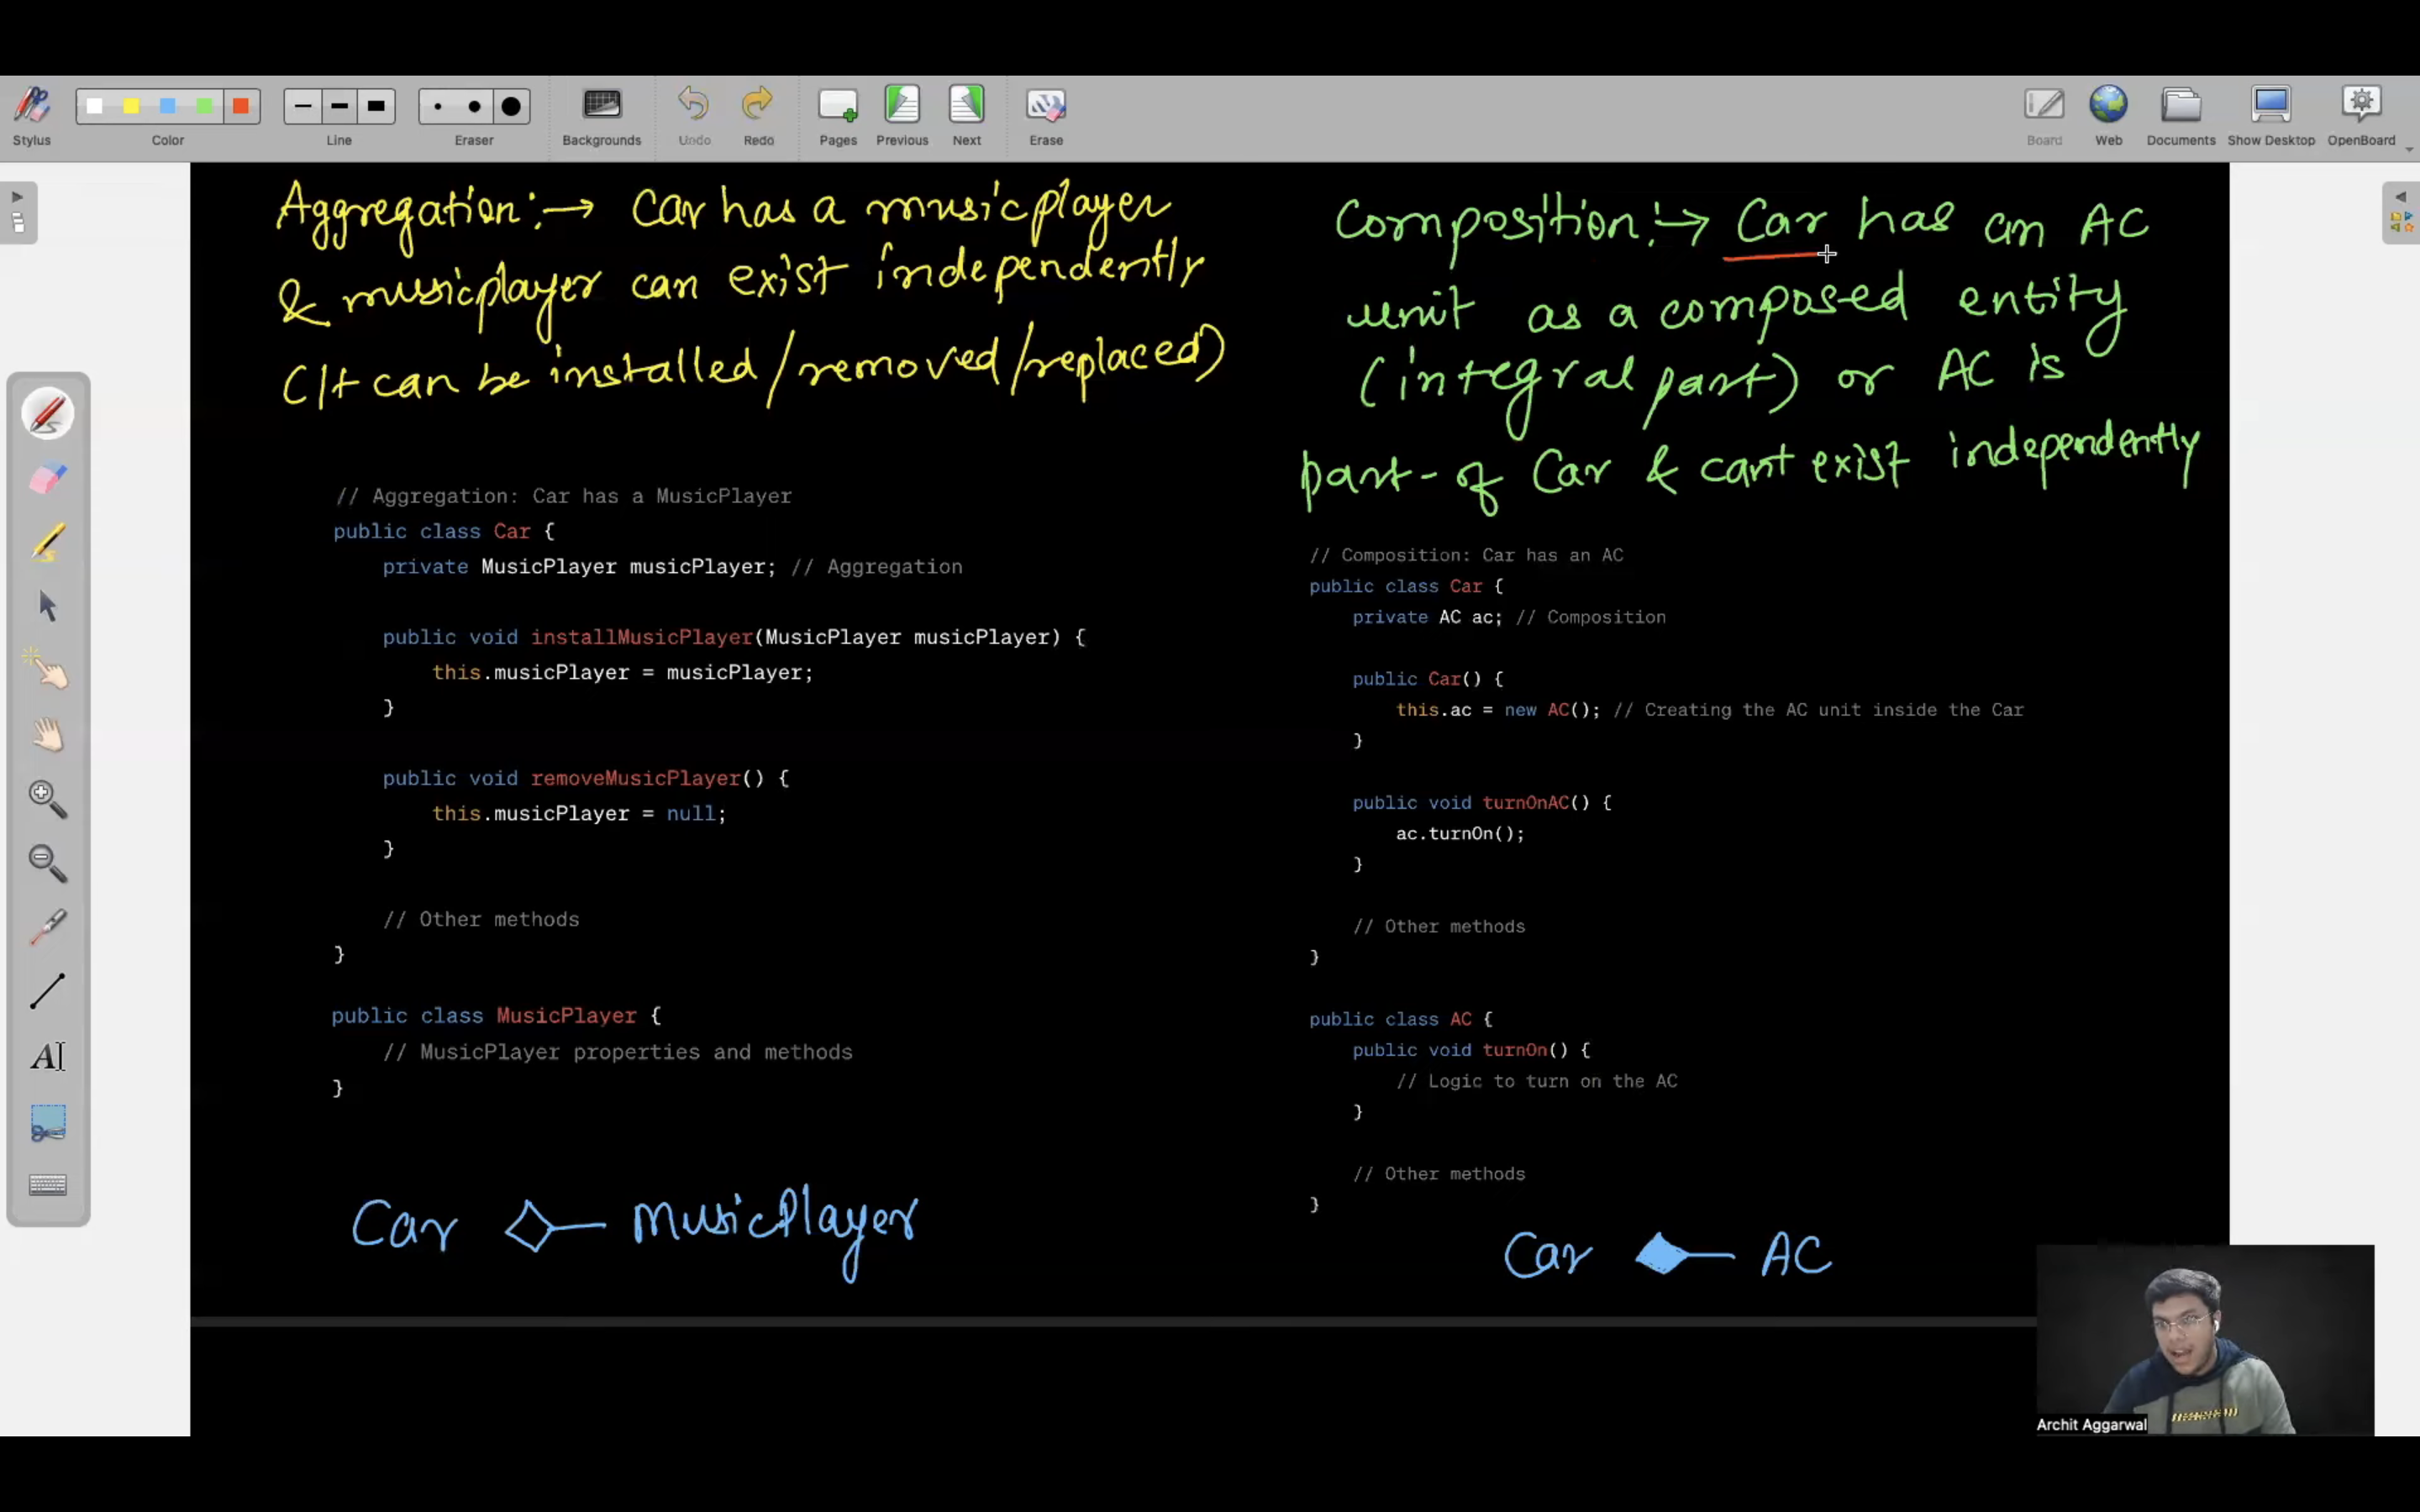 Stylus
Color
Line
Eraser
Backgrounds
Undo
Redo
Pages
Previous
Next
Erase
Board
Web
Documents
Show Desktop
OpenBoard
Aggregation :→ Car has a musicplayer
& musicplayer can exist independently
(It can be installed/removed/replaced)
// Aggregation: Car has a MusicPlayer
public class Car {
private MusicPlayer musicPlayer; // Aggregation
public void installMusicPlayer(MusicPlayer musicPlayer) {
this.musicPlayer = musicPlayer;
}
public void removeMusicPlayer() {
this.musicPlayer = null;
}
// Other methods
}
public class MusicPlayer {
// MusicPlayer properties and methods
}
Car
MusicPlayer
Composition :→ Car has an AC
unit as a composed entity
(integral part) or AC is
part-of Car & cant exist independently
// Composition: Car has an AC
public class Car {
private AC ac; // Composition
public Car() {
this.ac = new AC(); // Creating the AC unit inside the Car
}
public void turnOnAC() {
ac.turnOn();
}
// Other methods
}
public class AC {
public void turnOn() {
// Logic to turn on the AC
}
// Other methods
}
Car
AC
Archit Aggarwal